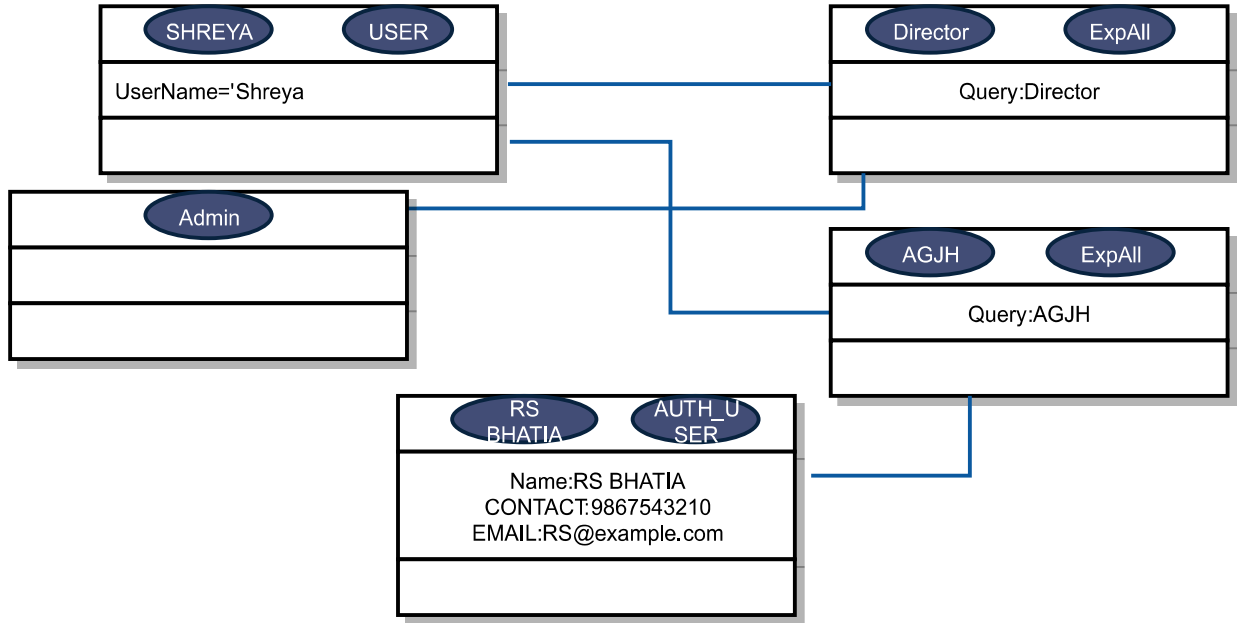 SHREYA USER
UserName='Shreya
Director ExpAll
Query:Director
Admin
AGJH ExpAll
Query:AGJH
RS
BHATIA
AUTH_U
SER
Name:RS BHATIA
CONTACT:9867543210
EMAIL:RS@example.com